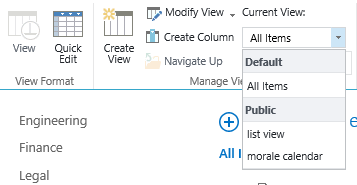 View
Quick Edit
View Format
Create View
Modify View
Create Column
Navigate Up
Manage Vie
Current View:
All Items
Default
All Items
Public
list view
morale calendar
Engineering
Finance
Legal
All I